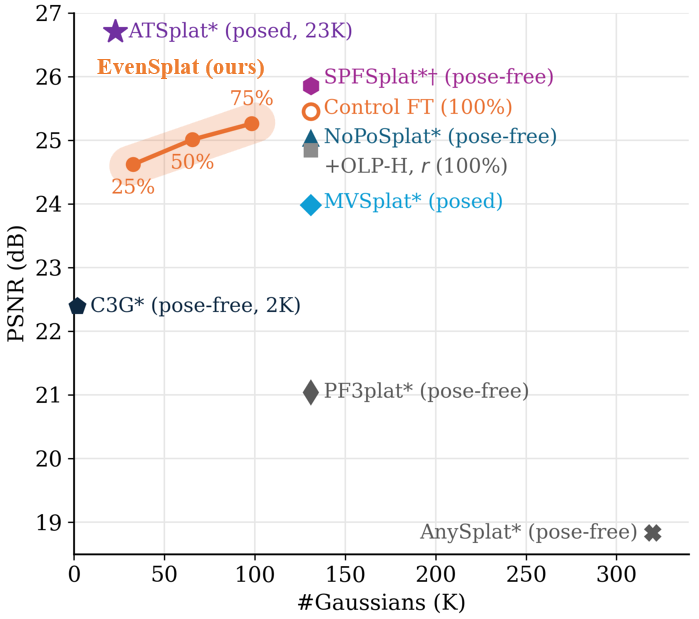 27
ATSplat* (posed, 23K)
EvenSplat (ours)
26
SPFSplat*† (pose-free)
75%
Control FT (100%)
25
NoPoSplat* (pose-free)
50%
+OLP-H, r (100%)
25%
24
MVSplat* (posed)
PSNR (dB)
23
C3G* (pose-free, 2K)
22
21
PF3plat* (pose-free)
20
19
AnySplat* (pose-free)
0 50 100 150 200 250 300
#Gaussians (K)